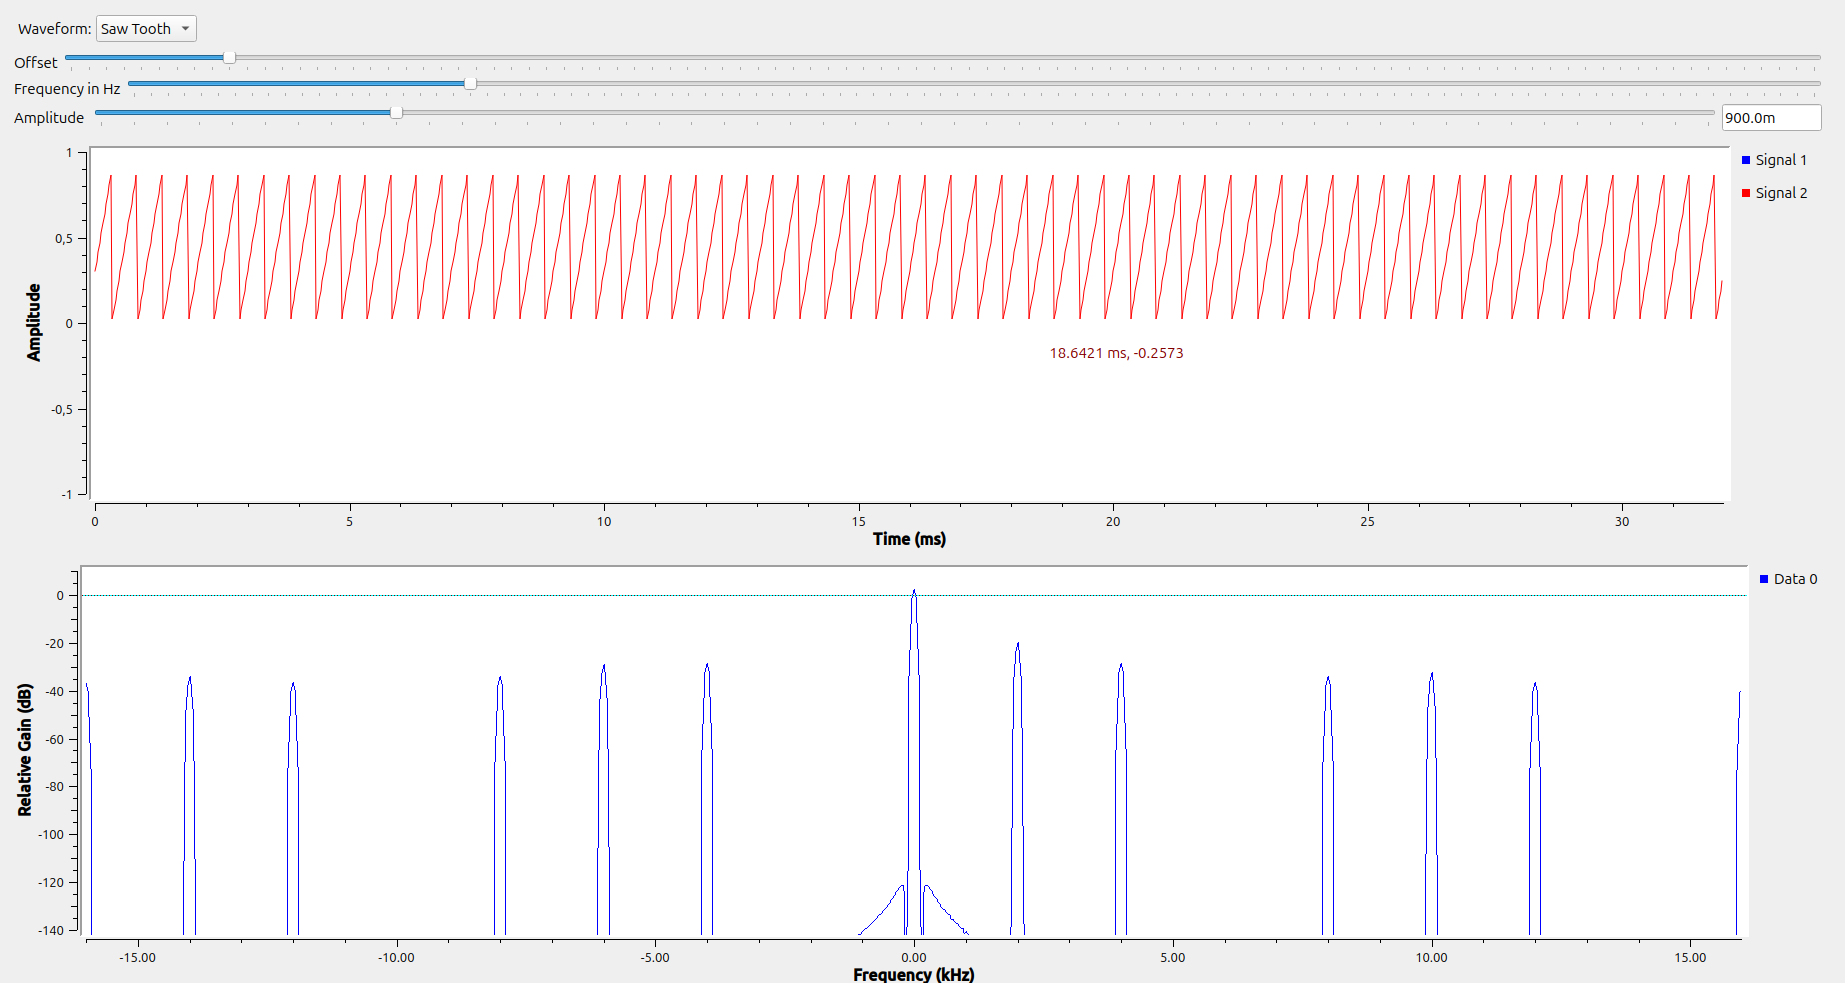 Waveform: Saw Tooth
Offset
Frequency in Hz
Amplitude 900.0m
Signal 1
Signal 2
1
0,5
0
-0,5
-1
Amplitude
18.6421 ms, -0.2573
0 5 10 15 20 25 30
Time (ms)
Data 0
0
-20
-40
-60
-80
-100
-120
-140
Relative Gain (dB)
-15.00 -10.00 -5.00 0.00 5.00 10.00 15.00
Frequency (kHz)